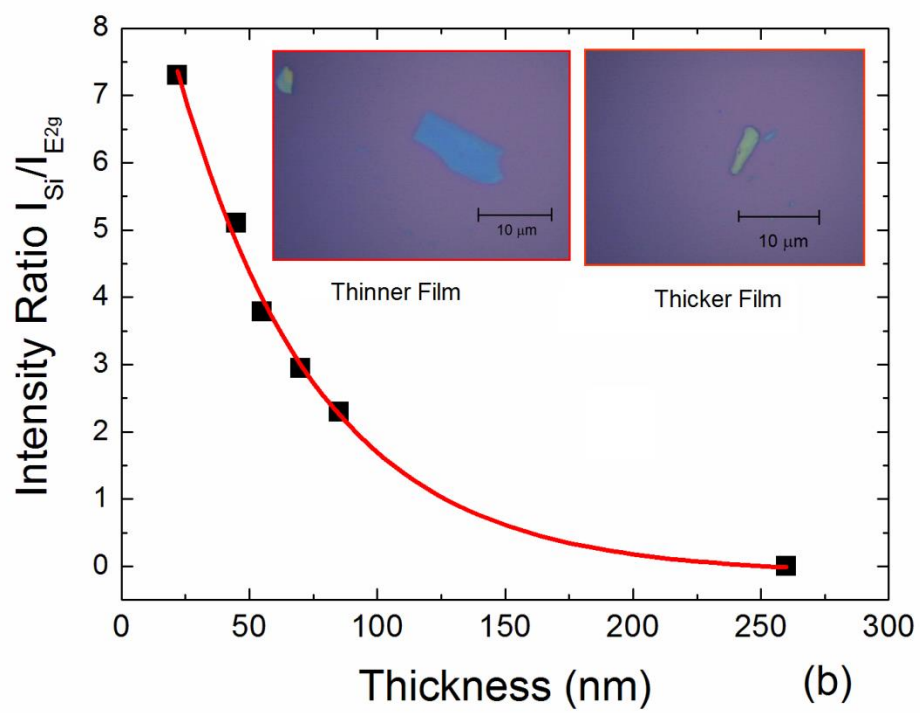 8
7
6
5
4
3
2
1
0
0
50
100
150
200
250
300
Intensity Ratio I_Si/I_E2g
10 μm
10 μm
Thinner Film
Thicker Film
Thickness (nm)
(b)